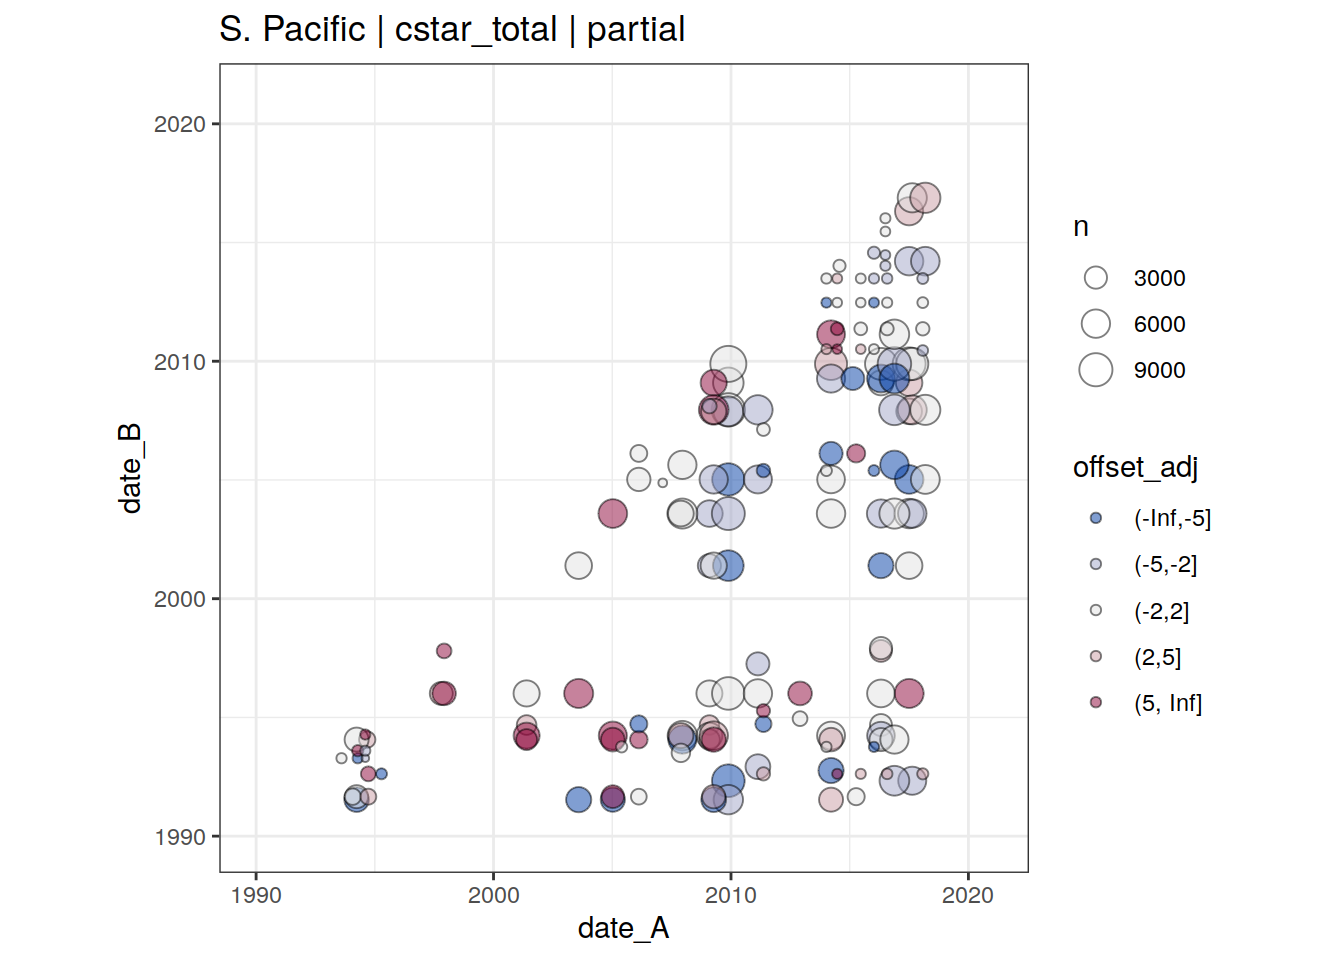 S. Pacific | cstar_total | partial
2020
2010
2000
1990
date_B
1990
2000
2010
2020
date_A
n
3000
6000
9000
offset_adj
(-Inf,-5]
(-5,-2]
(-2,2]
(2,5]
(5, Inf]